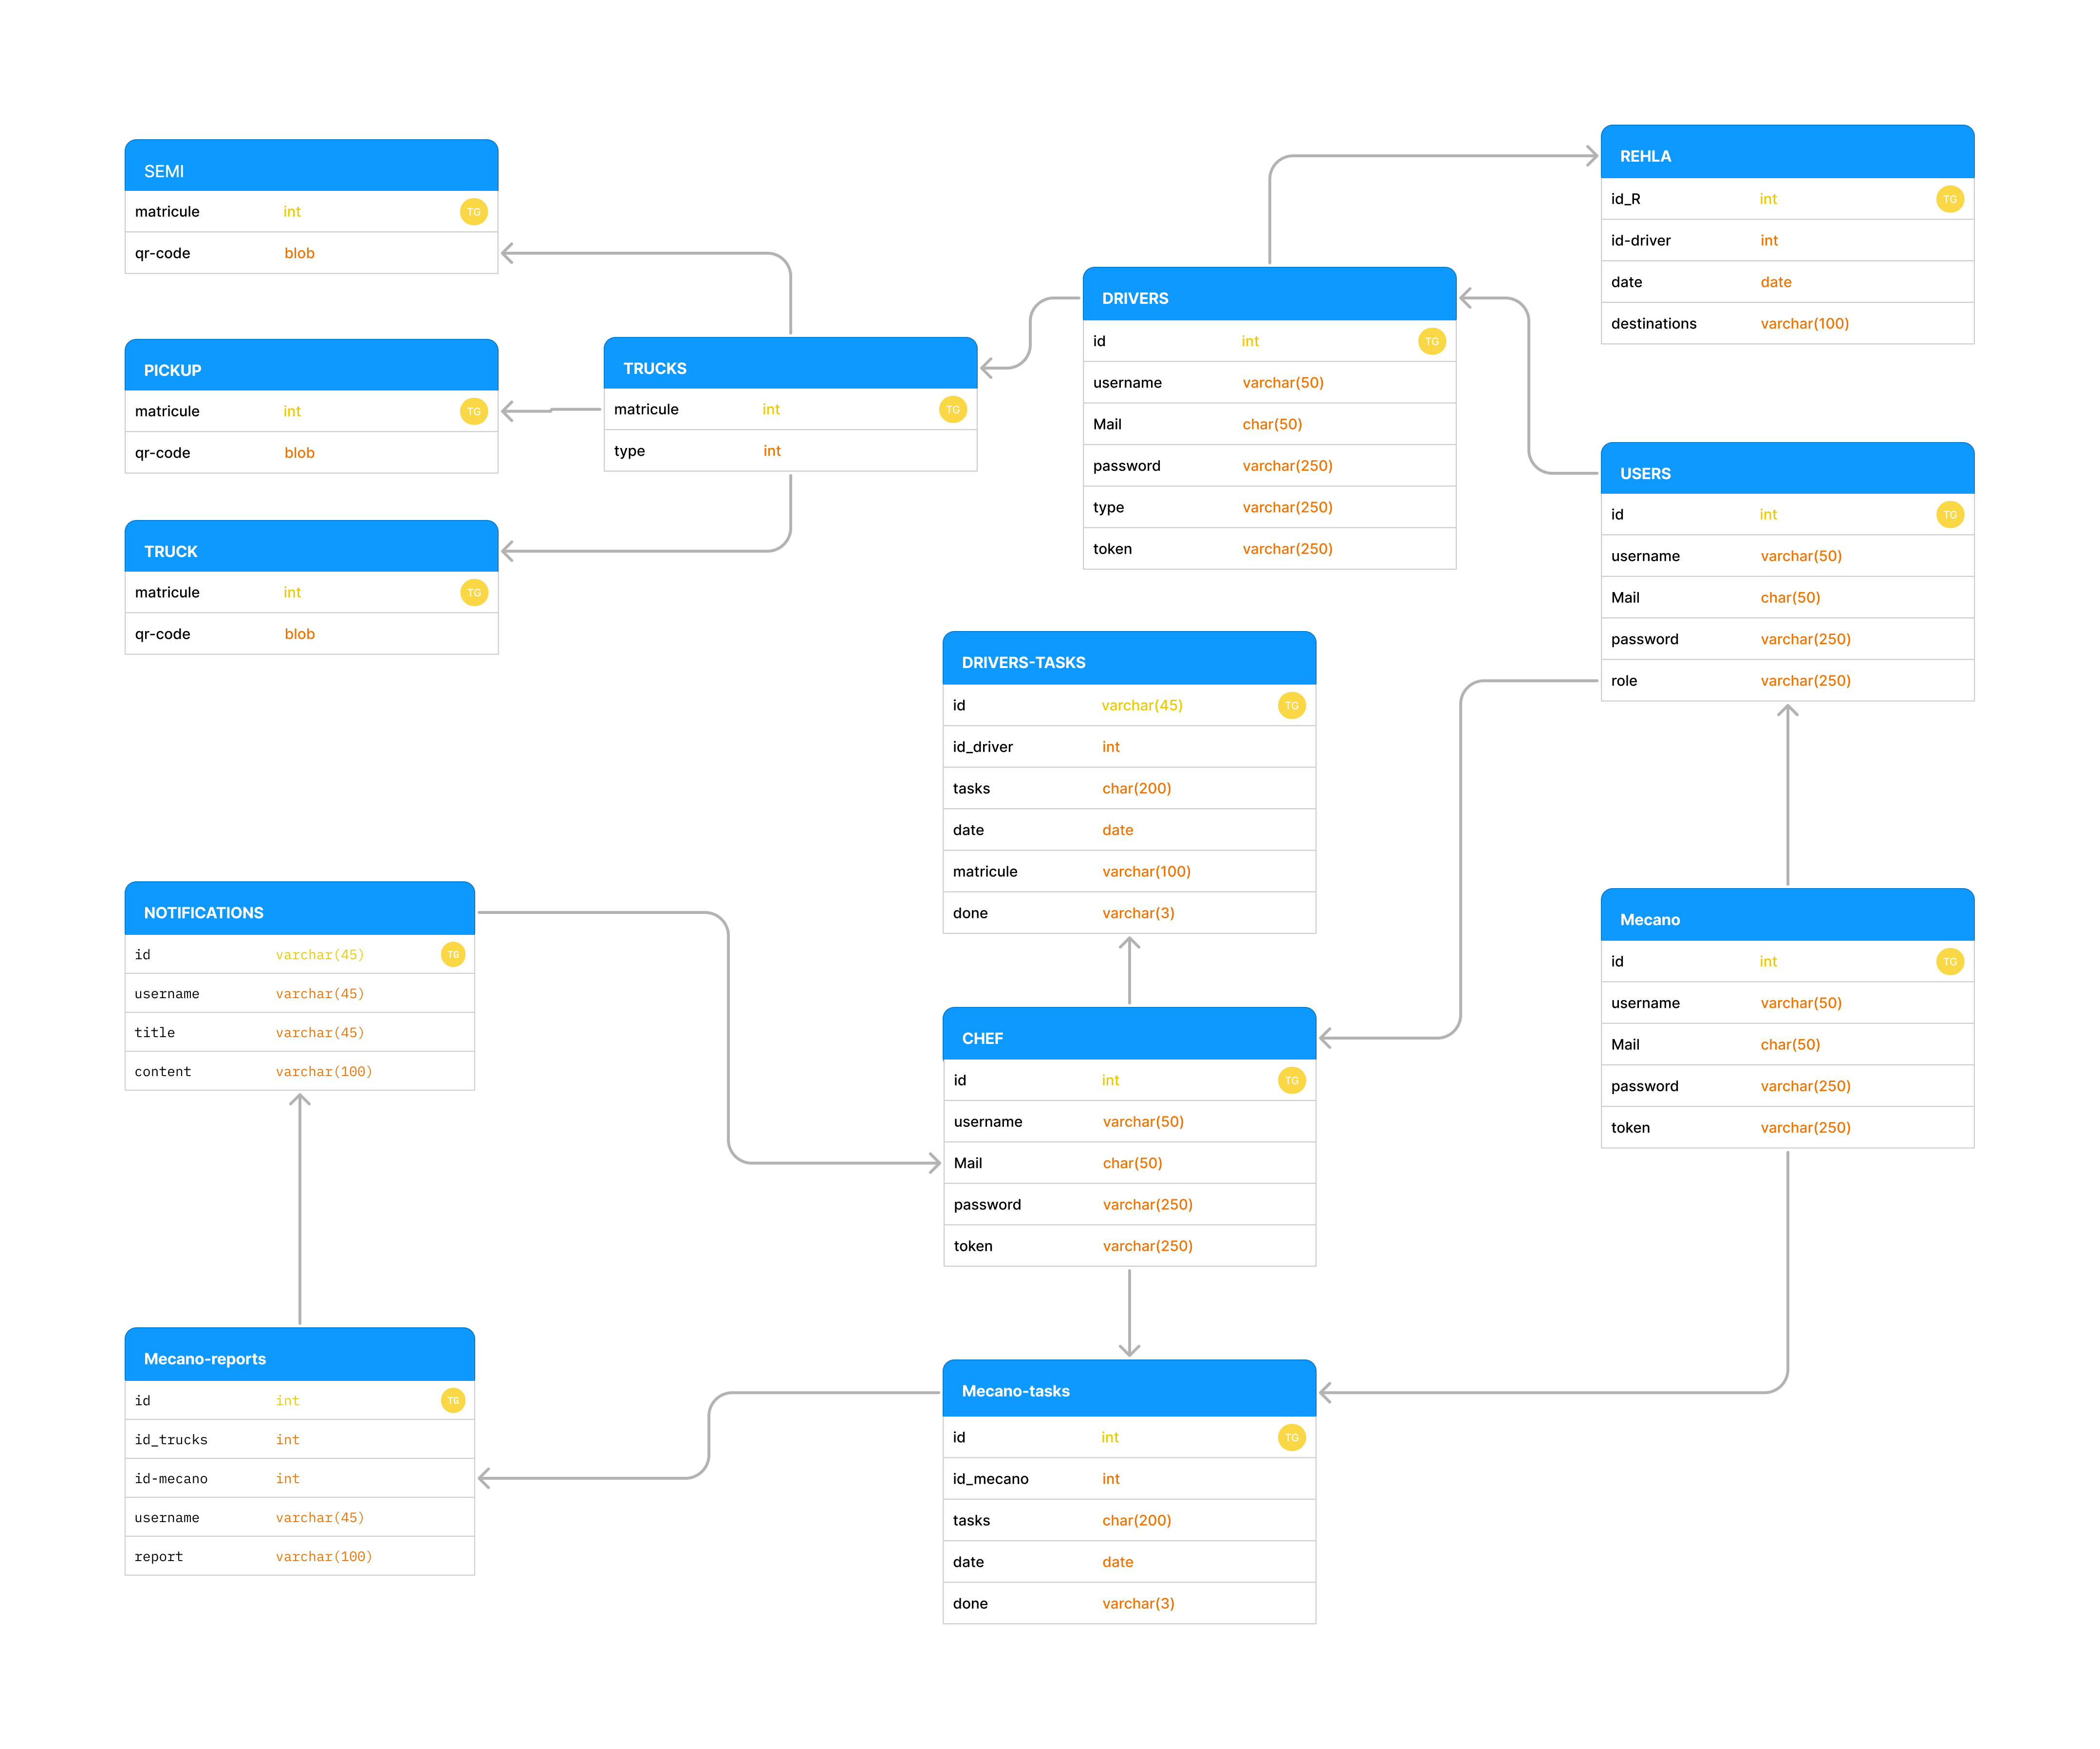 SEMI
matricule int TG
qr-code blob
PICKUP
matricule int TG
qr-code blob
TRUCK
matricule int TG
qr-code blob
TRUCKS
matricule int TG
type int
DRIVERS
id int TG
username varchar(50)
Mail char(50)
password varchar(250)
type varchar(250)
token varchar(250)
REHLA
id_R int TG
id-driver int
date date
destinations varchar(100)
USERS
id int TG
username varchar(50)
Mail char(50)
password varchar(250)
role varchar(250)
DRIVERS-TASKS
id varchar(45) TG
id_driver int
tasks char(200)
date date
matricule varchar(100)
done varchar(3)
NOTIFICATIONS
id varchar(45) TG
username varchar(45)
title varchar(45)
content varchar(100)
CHEF
id int TG
username varchar(50)
Mail char(50)
password varchar(250)
token varchar(250)
Mecano
id int TG
username varchar(50)
Mail char(50)
password varchar(250)
token varchar(250)
Mecano-reports
id int TG
id_trucks int
id-mecano int
username varchar(45)
report varchar(100)
Mecano-tasks
id int TG
id_mecano int
tasks char(200)
date date
done varchar(3)